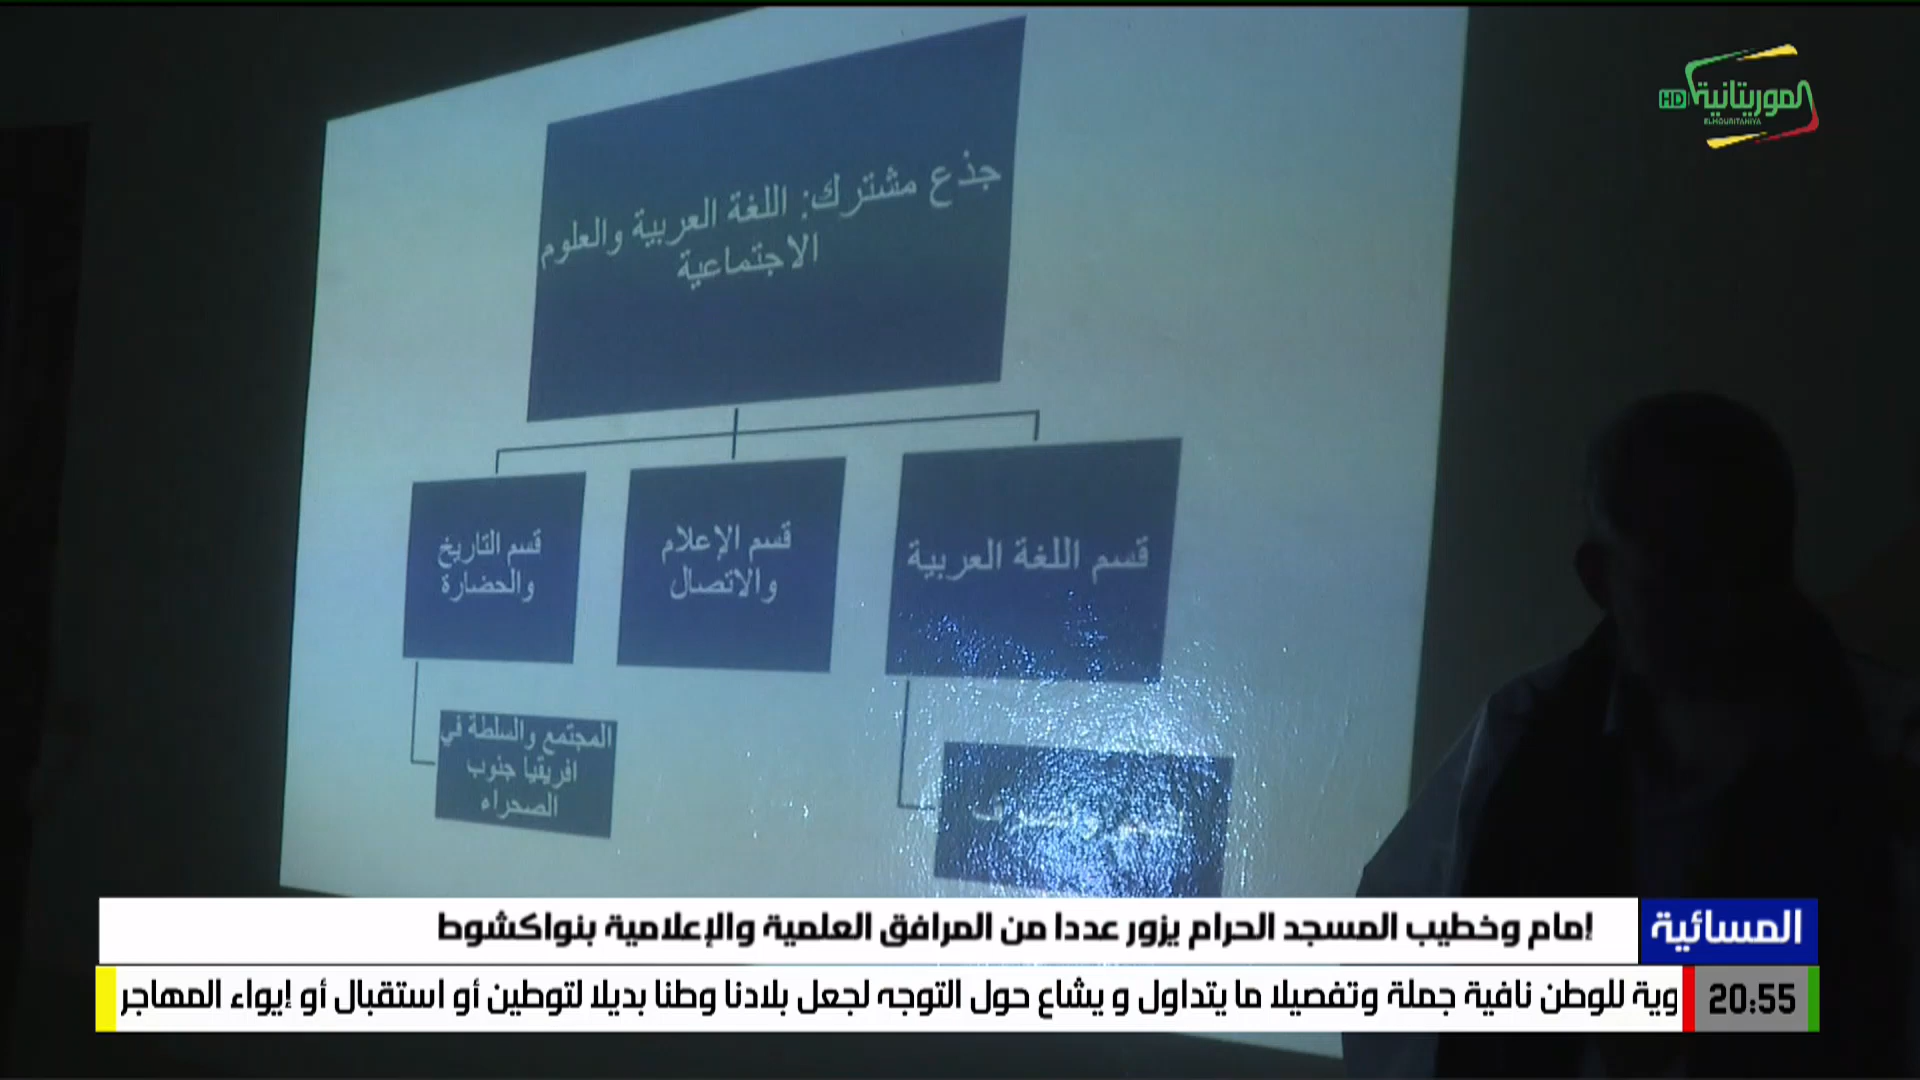 الموريتانية
HD
ELMOURITANIYA
جذع مشترك: اللغة العربية والعلوم
الاجتماعية
قسم اللغة العربية
قسم الإعلام
والاتصال
قسم التاريخ
والحضارة
المجتمع والسلطة في
افريقيا جنوب
الصحراء
المسائية
إمام وخطيب المسجد الحرام يزور عددا من المرافق العلمية والإعلامية بنواكشوط
20:55
وية للوطن نافية جملة وتفصيلا ما يتداول و يشاع حول التوجه لجعل بلادنا وطنا بديلا لتوطين أو استقبال أو إيواء المهاجر